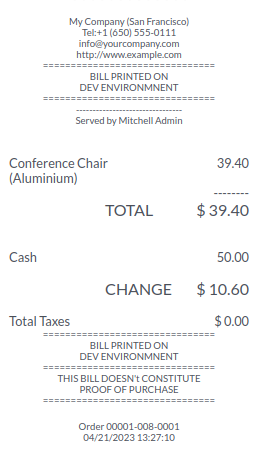 My Company (San Francisco)
Tel:+1 (650) 555-0111
info@yourcompany.com
http://www.example.com
================================
BILL PRINTED ON
DEV ENVIRONMNENT
================================
--------------------------------
Served by Mitchell Admin
Conference Chair (Aluminium) 39.40
--------
TOTAL $ 39.40
Cash 50.00
CHANGE $ 10.60
Total Taxes $ 0.00
================================
BILL PRINTED ON
DEV ENVIRONMNENT
================================
THIS BILL DOESN't CONSTITUTE
PROOF OF PURCHASE
================================
Order 00001-008-0001
04/21/2023 13:27:10